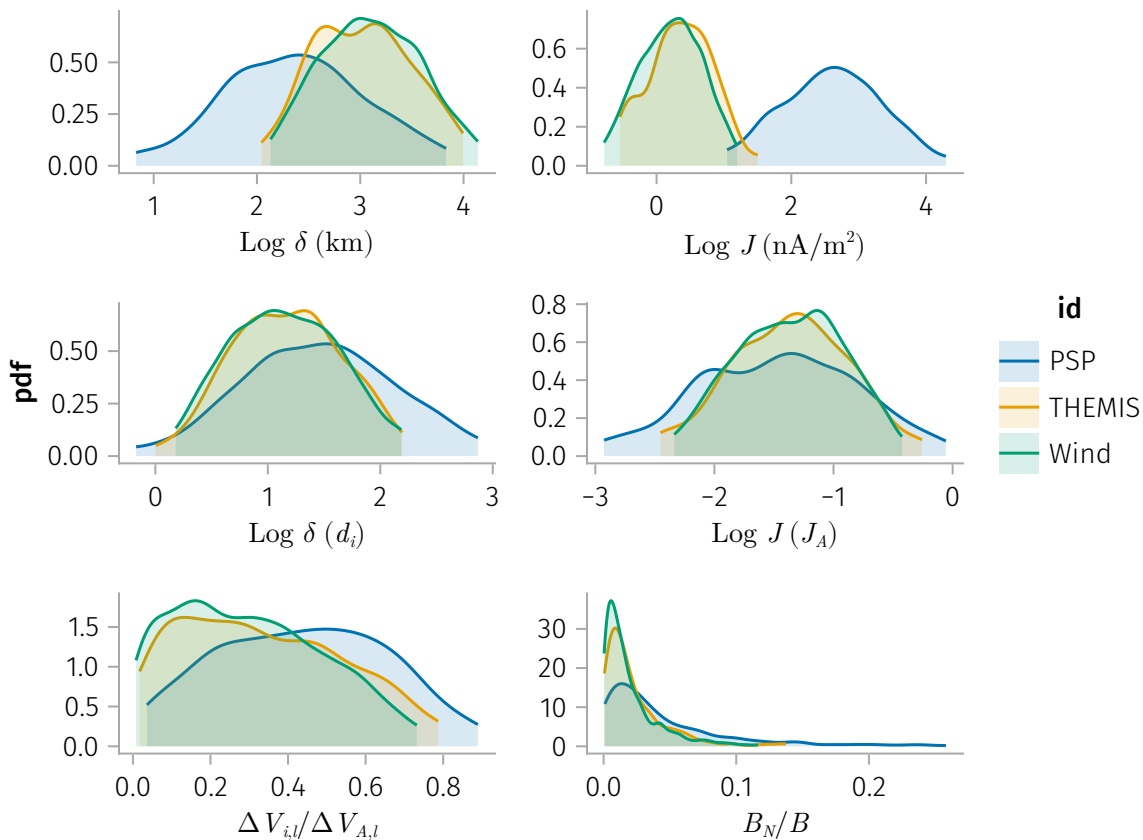 0.50
0.25
0.00
1 2 3 4
Log δ (km)
0.6
0.4
0.2
0.0
0 2 4
Log J (nA/m²)
pdf
0.50
0.25
0.00
0 1 2 3
Log δ (d_i)
0.8
0.6
0.4
0.2
0.0
−3 −2 −1 0
Log J (J_A)
1.5
1.0
0.5
0.0
0.0 0.2 0.4 0.6 0.8
Δ V_{i,l}/Δ V_{A,l}
30
20
10
0
0.0 0.1 0.2
B_N/B
id
PSP
THEMIS
Wind